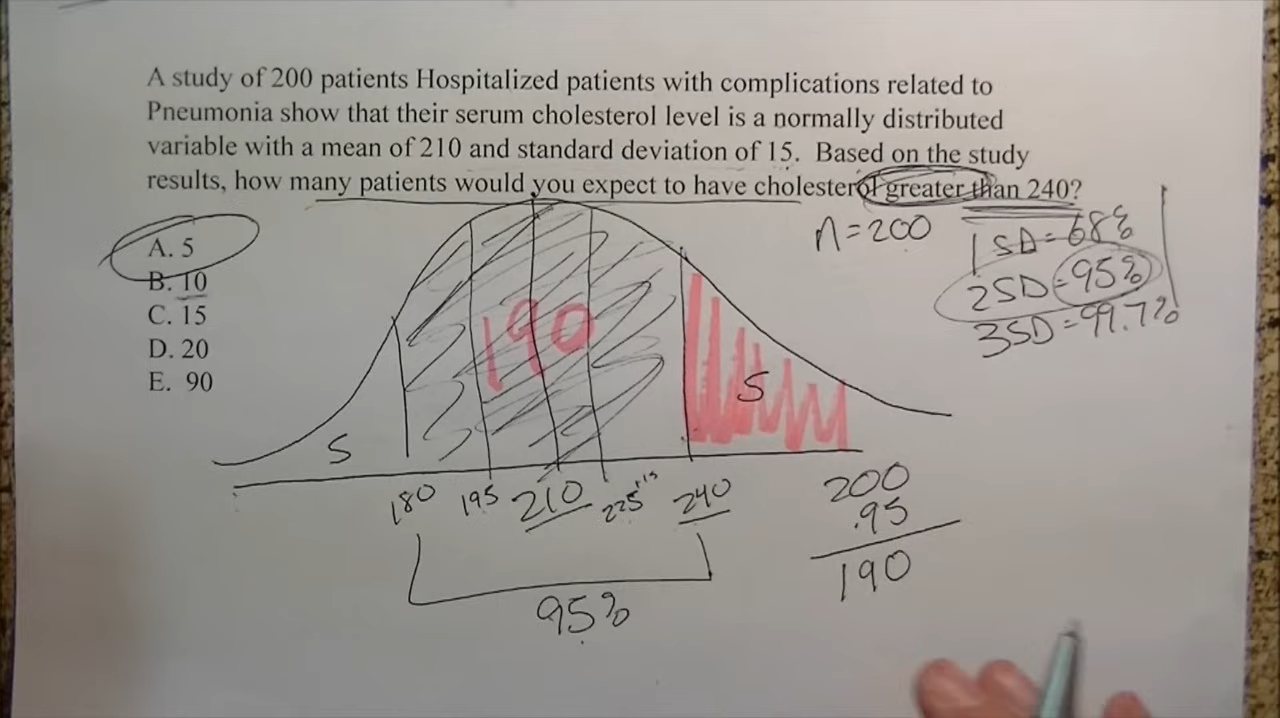 A study of 200 patients Hospitalized patients with complications related to
Pneumonia show that their serum cholesterol level is a normally distributed
variable with a mean of 210 and standard deviation of 15. Based on the study
results, how many patients would you expect to have cholesterol greater than 240?
A. 5
B. 10
C. 15
D. 20
E. 90
n=200
1SD=68%
2SD=95%
3SD=99.7%
190
5
5
180 195 210 225 +15 240
95%
200
.95
190